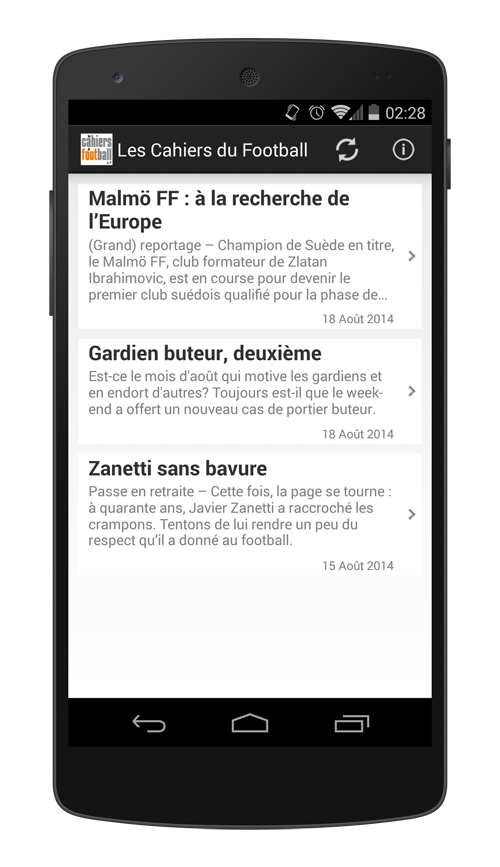 02:28
cahiers
football
Les Cahiers du Football
Malmö FF : à la recherche de
l'Europe
(Grand) reportage – Champion de Suède en titre,
le Malmö FF, club formateur de Zlatan
Ibrahimovic, est en course pour devenir le
premier club suédois qualifié pour la phase de…
18 Août 2014
Gardien buteur, deuxième
Est-ce le mois d'août qui motive les gardiens et
en endort d'autres? Toujours est-il que le week-
end a offert un nouveau cas de portier buteur.
18 Août 2014
Zanetti sans bavure
Passe en retraite – Cette fois, la page se tourne :
à quarante ans, Javier Zanetti a raccroché les
crampons. Tentons de lui rendre un peu du
respect qu'il a donné au football.
15 Août 2014